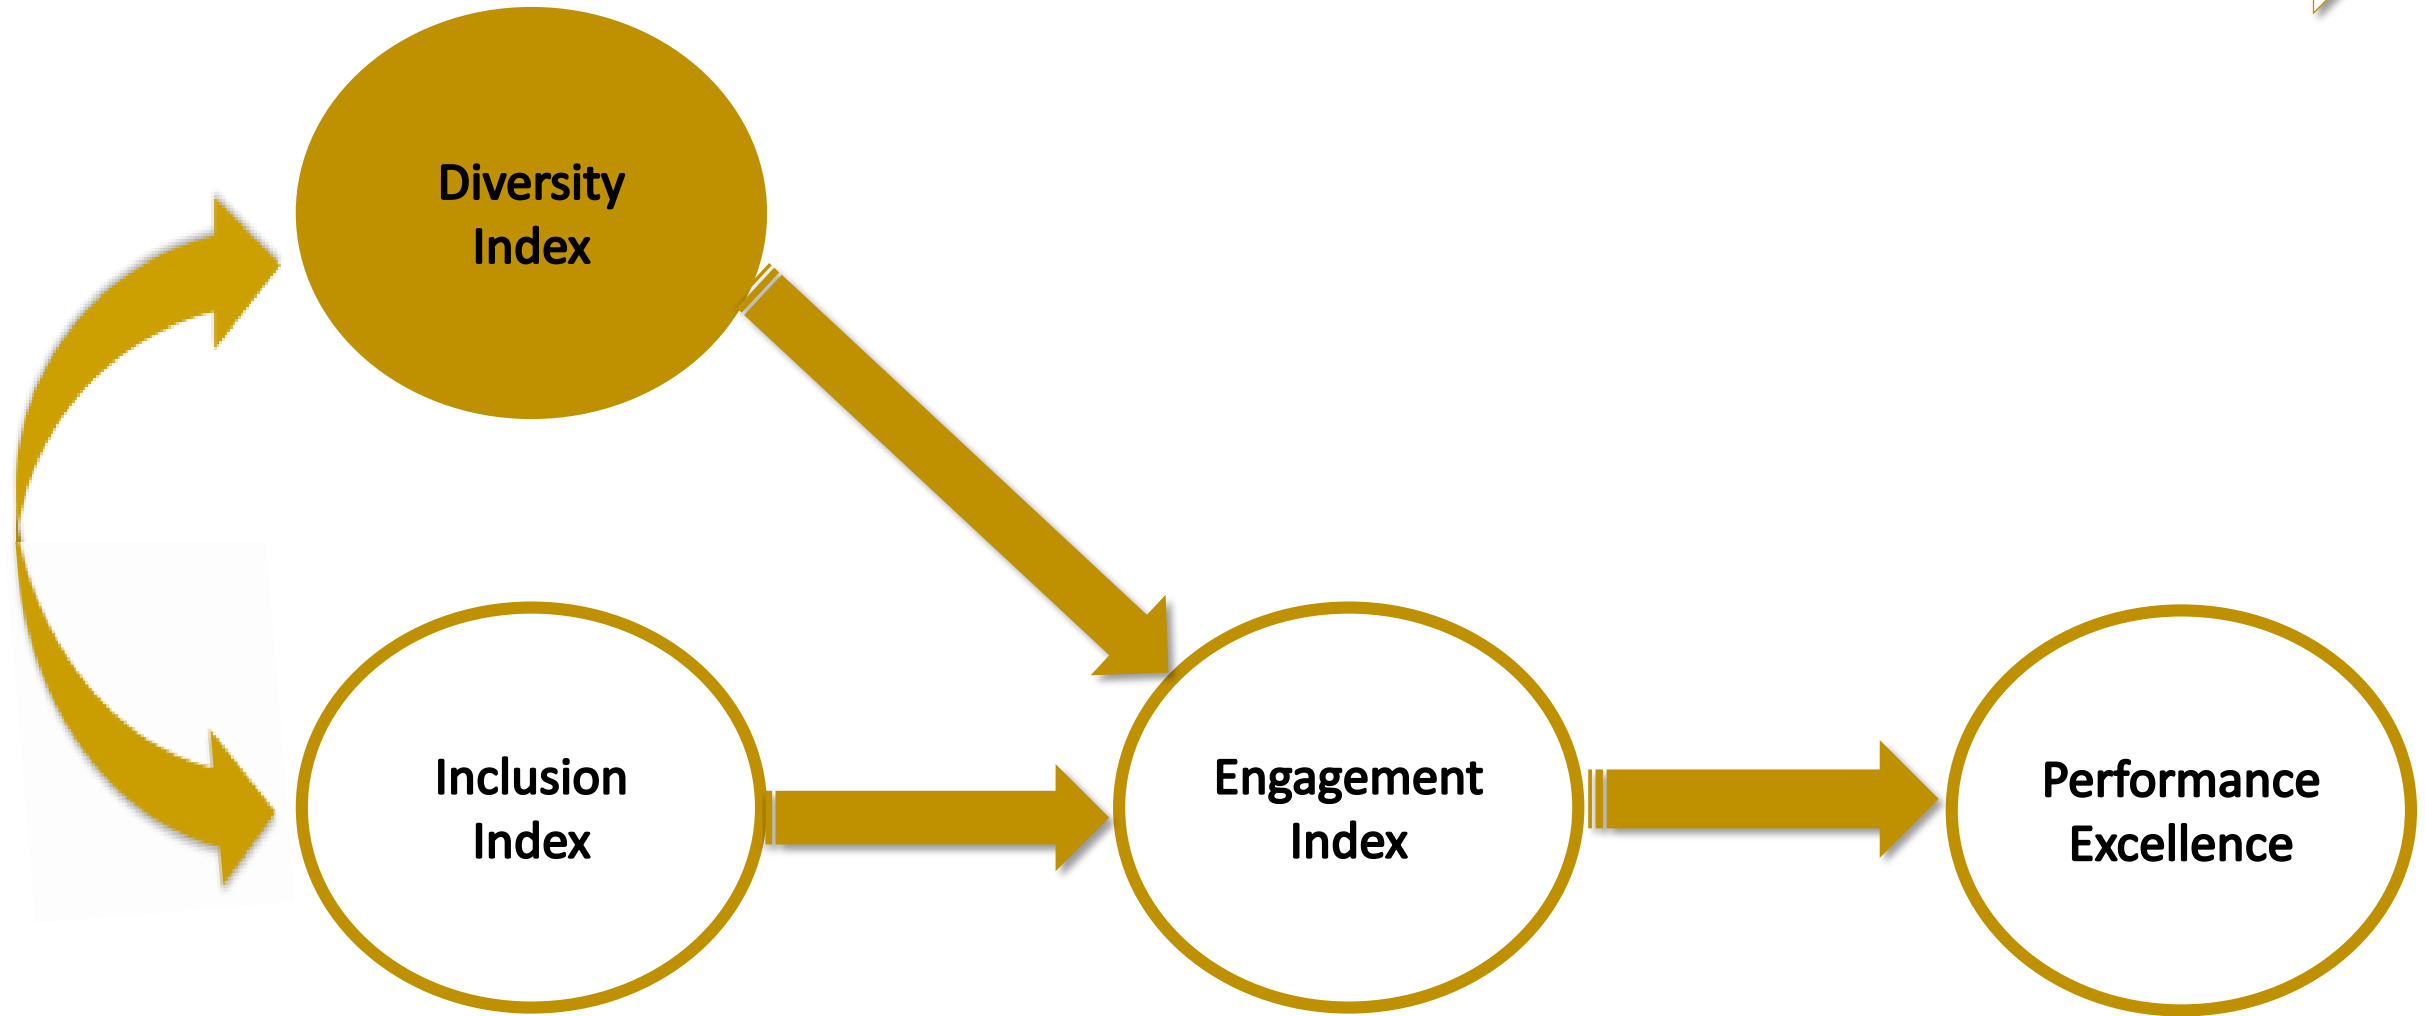 Diversity
Index
Inclusion
Index
Engagement
Index
Performance
Excellence